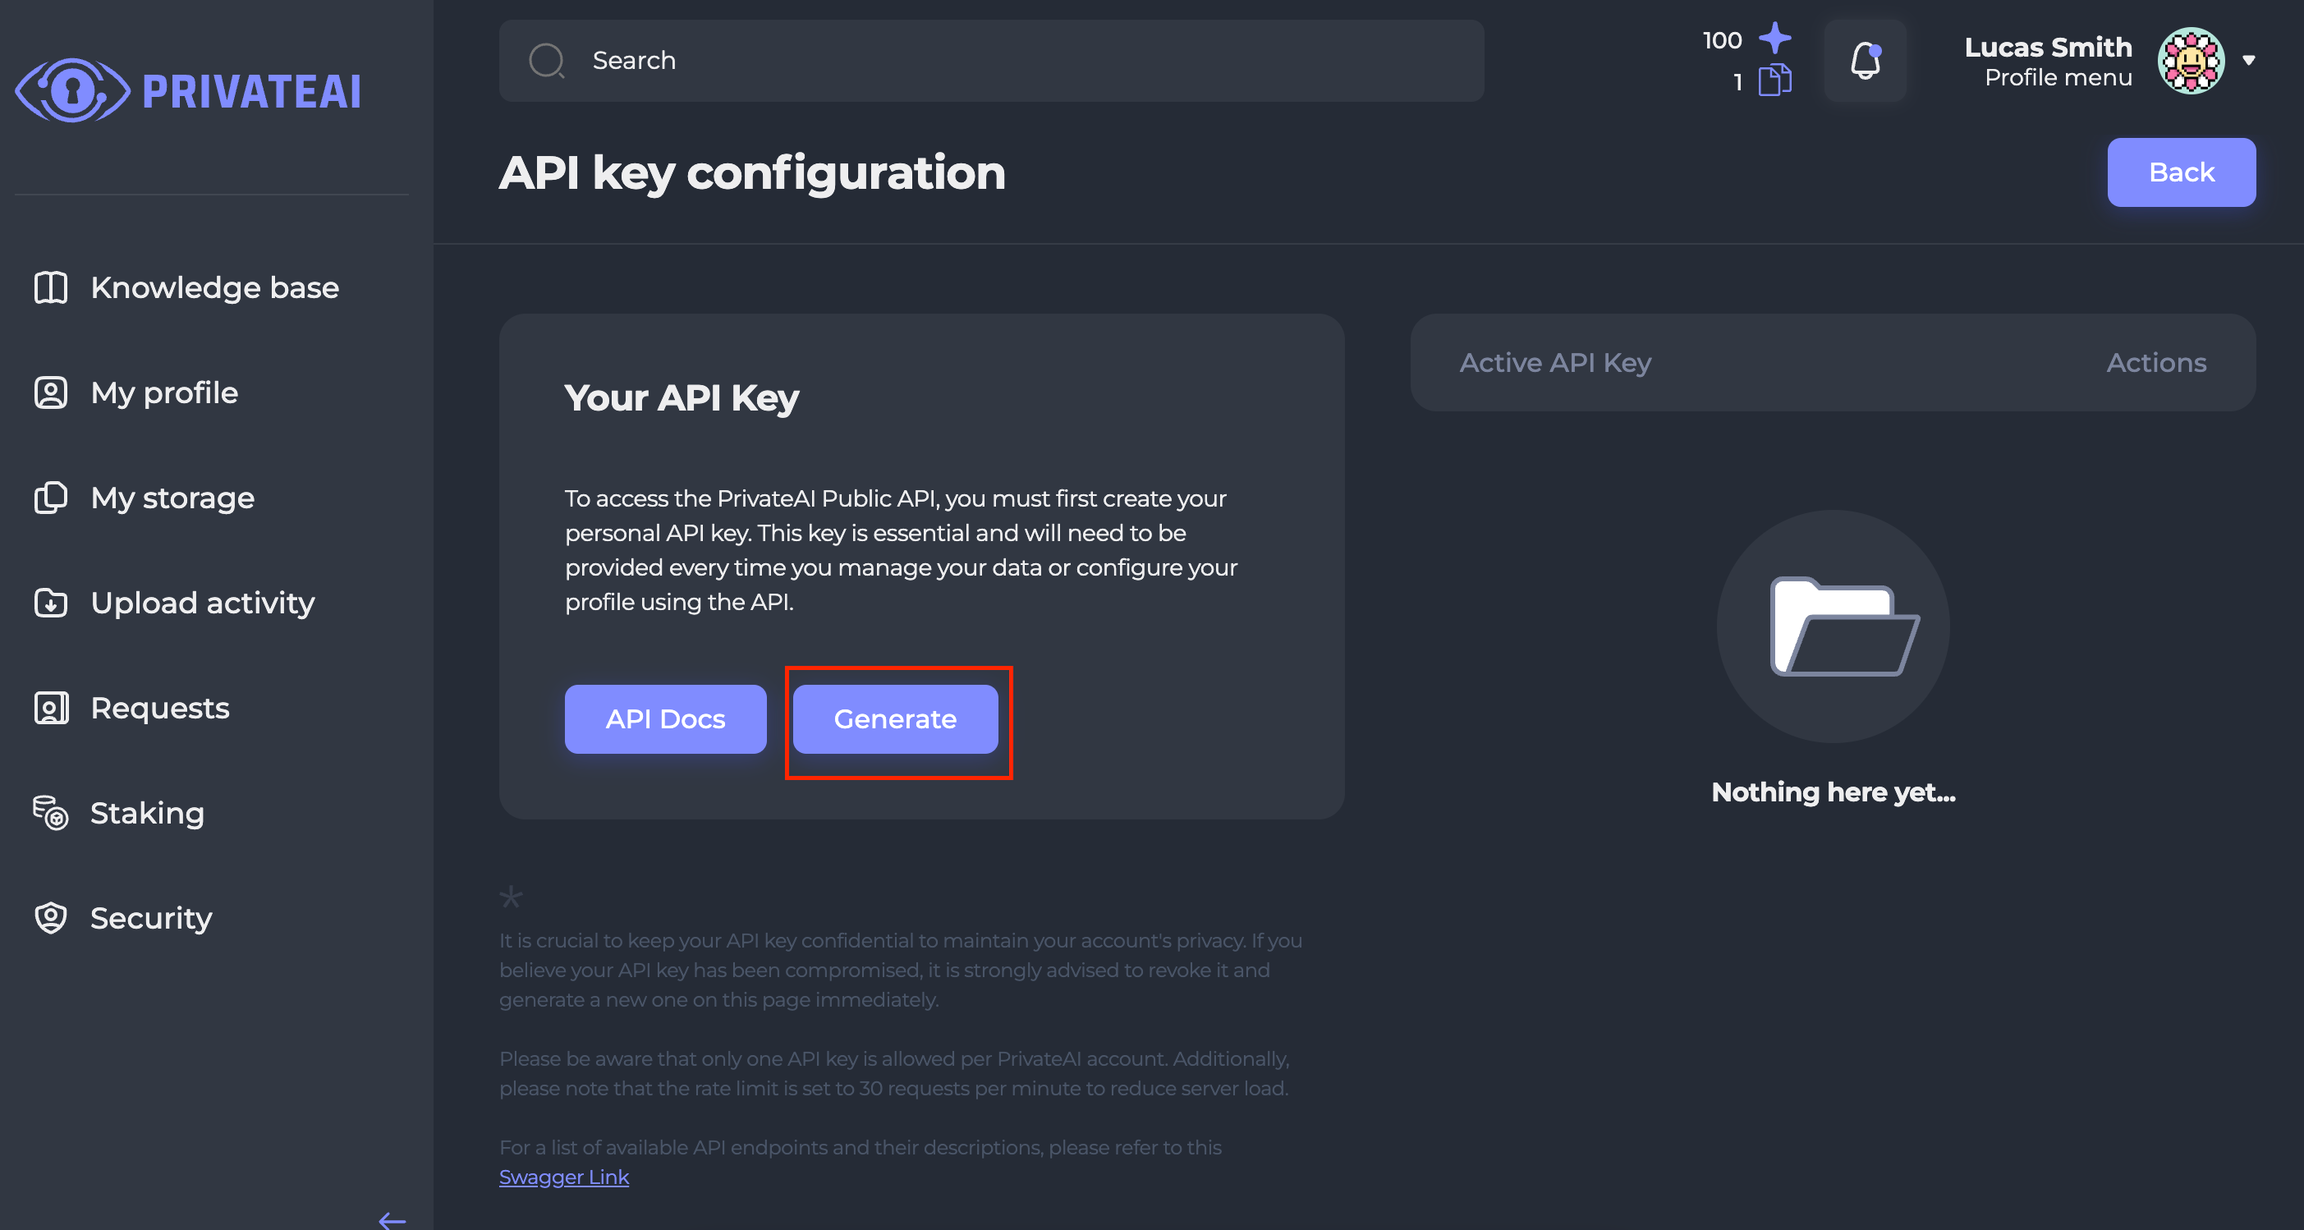 PRIVATEAI
Knowledge base
My profile
My storage
Upload activity
Requests
Staking
Security
Search
100
1
Lucas Smith
Profile menu
API key configuration
Back
Your API Key
To access the PrivateAI Public API, you must first create your
personal API key. This key is essential and will need to be
provided every time you manage your data or configure your
profile using the API.
API Docs
Generate
Active API Key
Actions
Nothing here yet...
*
It is crucial to keep your API key confidential to maintain your account's privacy. If you
believe your API key has been compromised, it is strongly advised to revoke it and
generate a new one on this page immediately.
Please be aware that only one API key is allowed per PrivateAI account. Additionally,
please note that the rate limit is set to 30 requests per minute to reduce server load.
For a list of available API endpoints and their descriptions, please refer to this
Swagger Link